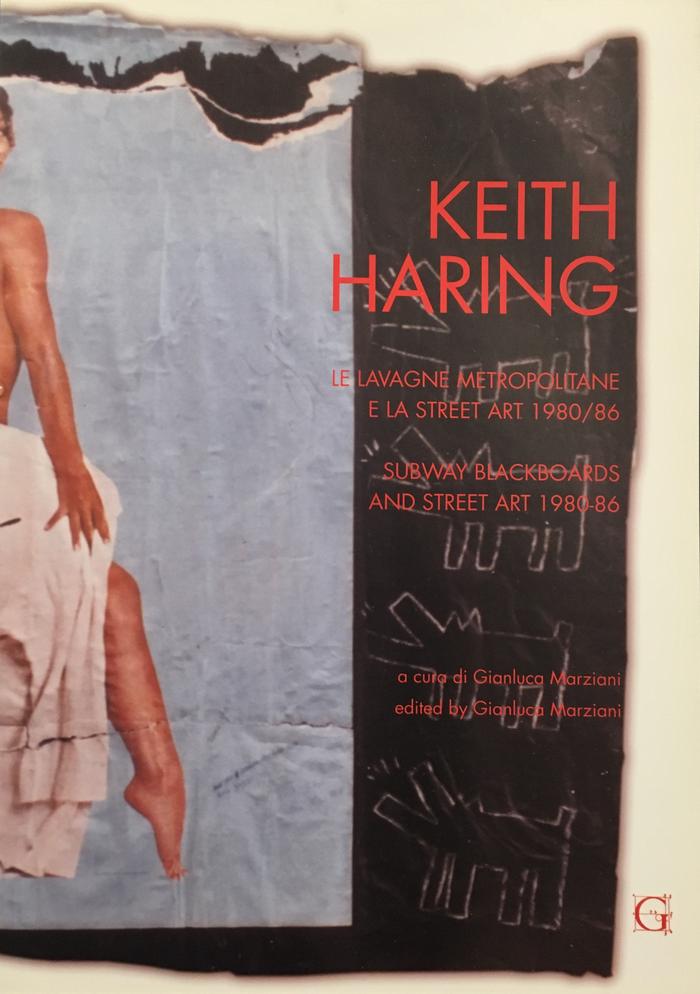 KEITH
HARING
LE LAVAGNE METROPOLITANE
E LA STREET ART 1980/86
SUBWAY BLACKBOARDS
AND STREET ART 1980-86
a cura di Gianluca Marziani
edited by Gianluca Marziani
G